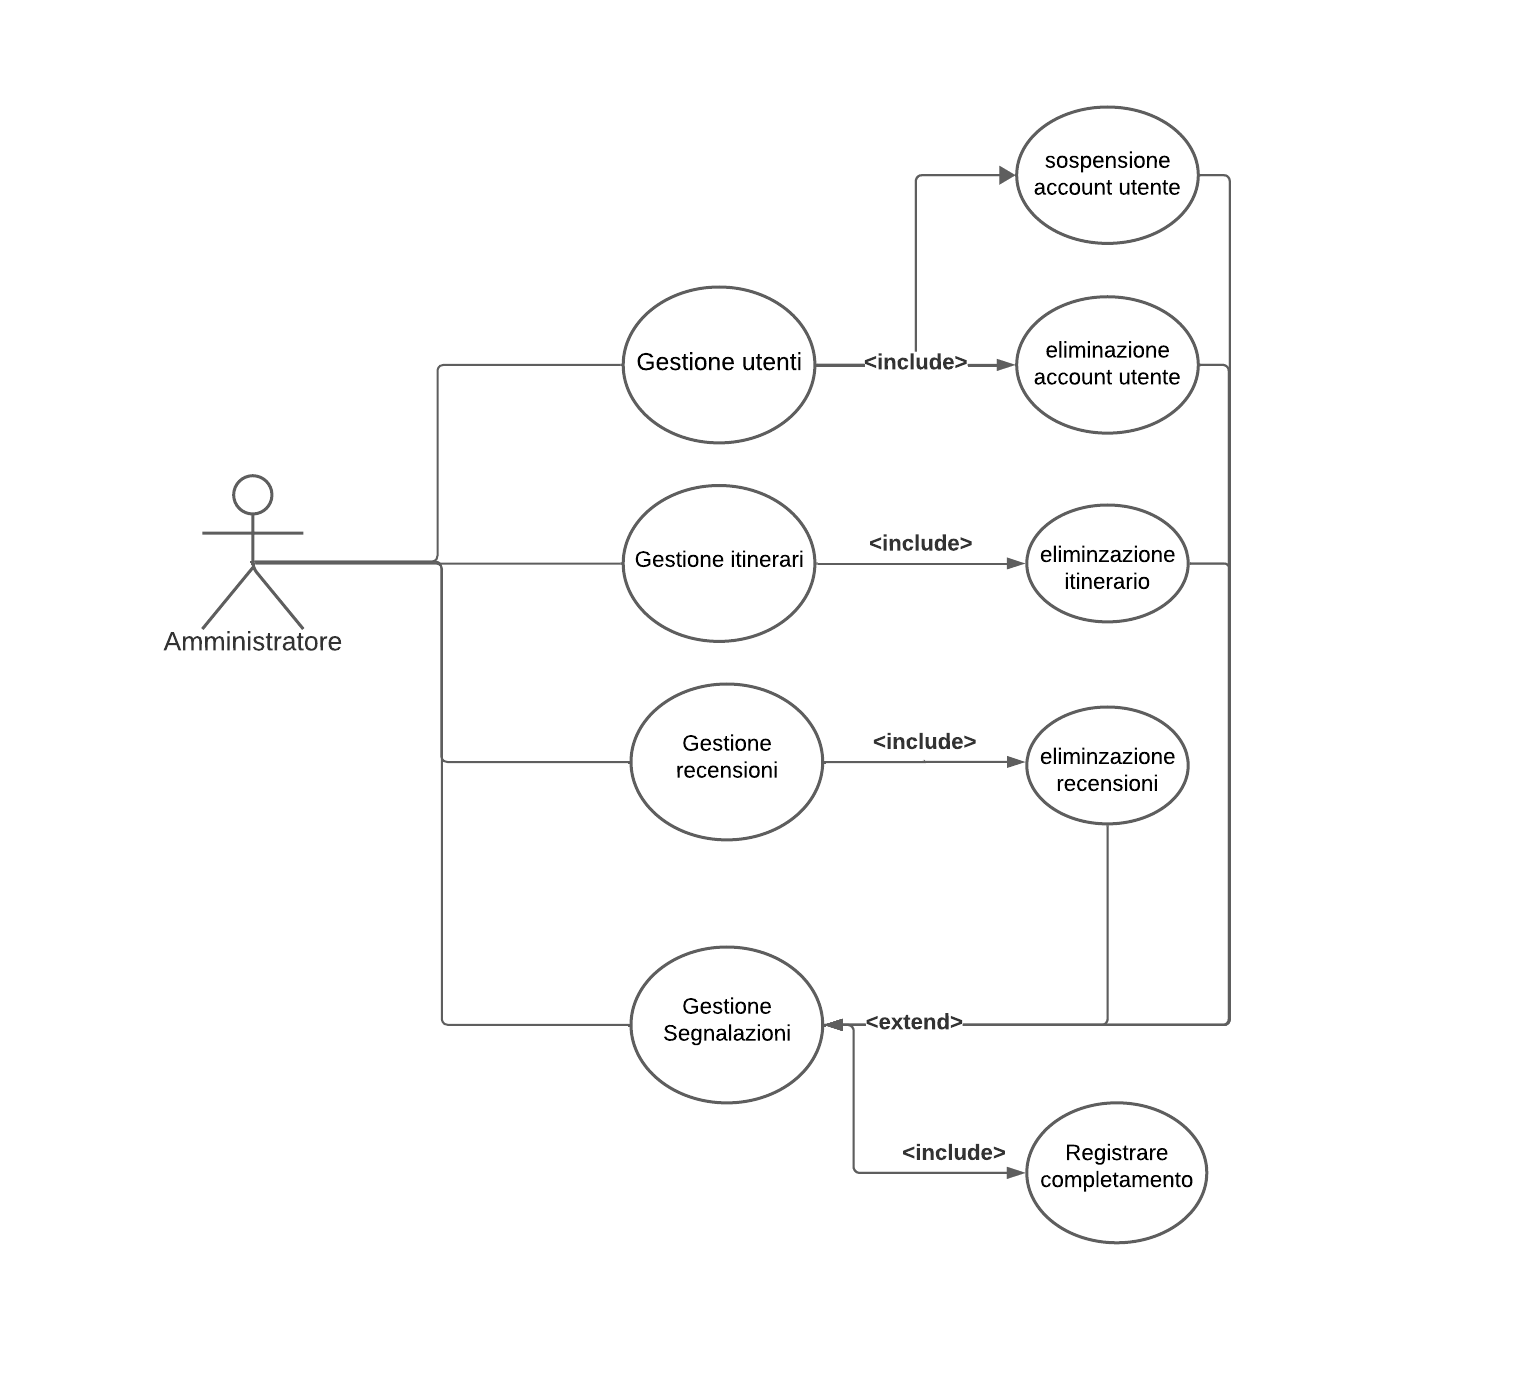 sospensione
account utente
Gestione utenti
<include>
eliminazione
account utente
Amministratore
Gestione itinerari
<include>
eliminzazione
itinerario
Gestione
recensioni
<include>
eliminzazione
recensioni
Gestione
Segnalazioni
<extend>
<include>
Registrare
completamento